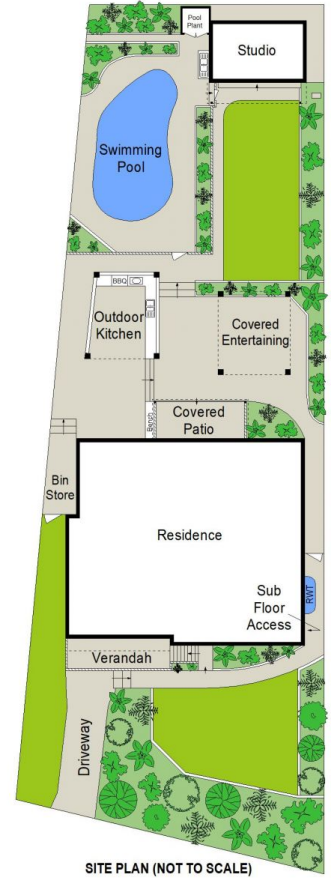 Pool
Plant
Studio
Swimming
Pool
BBQ
Outdoor
Kitchen
Covered
Entertaining
Bench
Covered
Patio
Bin
Store
Residence
RWT
Sub
Floor
Access
Verandah
Driveway
SITE PLAN (NOT TO SCALE)